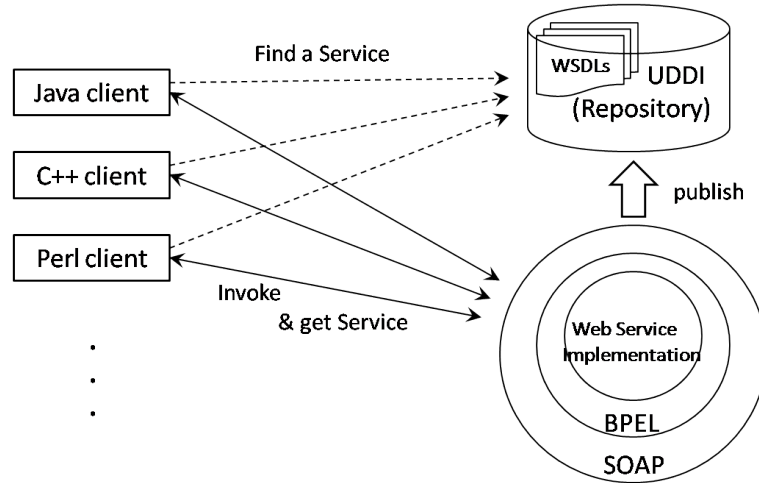 Find a Service
WSDLs
UDDI
(Repository)
Java client
C++ client
publish
Perl client
Invoke
& get Service
Web Service
Implementation
BPEL
SOAP